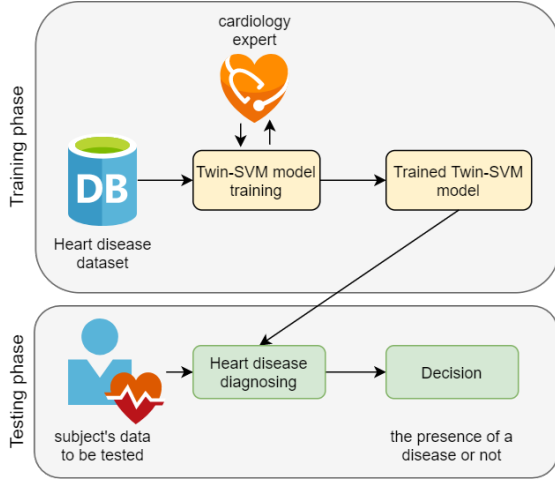 Training phase
cardiology
expert
DB
Heart disease
dataset
Twin-SVM model
training
Trained Twin-SVM
model
Testing phase
subject's data
to be tested
Heart disease
diagnosing
Decision
the presence of a
disease or not